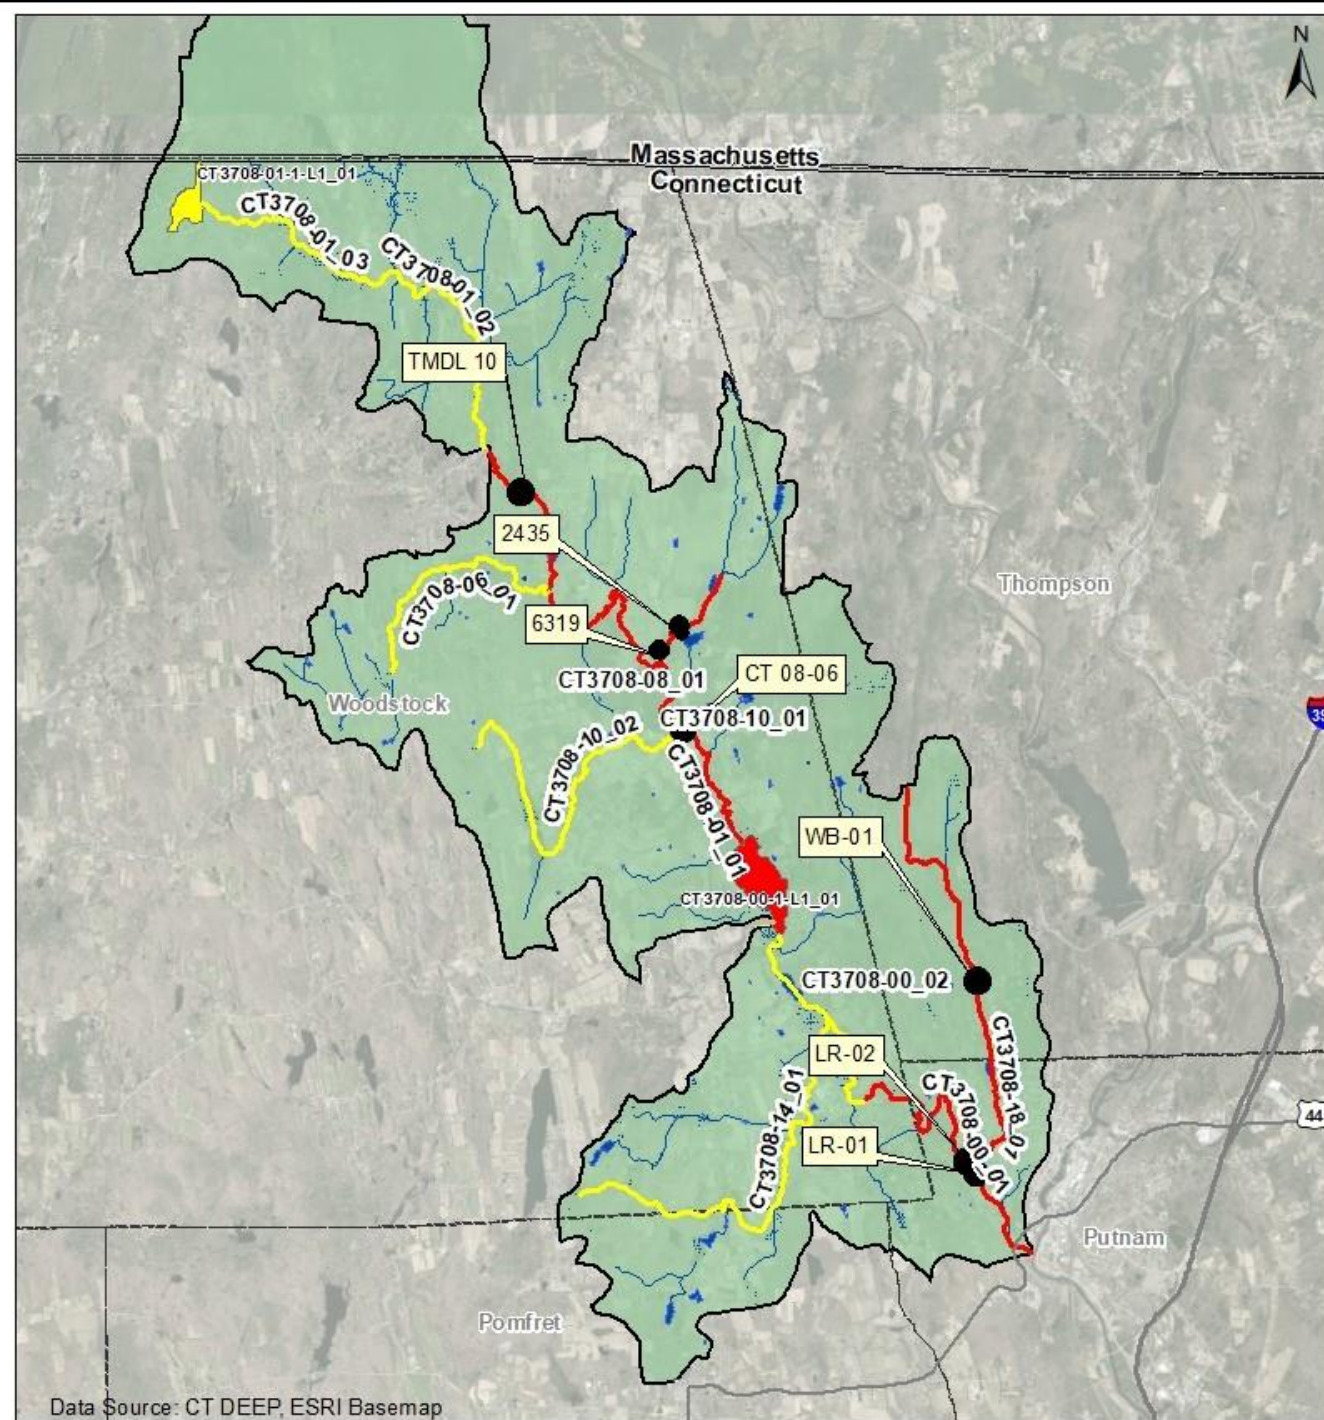 N
Massachusetts
Connecticut
CT3708-01-1-L1_01
CT3708-01_03
CT3708-01_02
TMDL 10
2435
Thompson
CT3708-06_01
6319
CT3708-08_01
CT 08-06
Woodstock
CT3708-10_01
CT3708-10_02
CT3708-01_01
WB-01
CT3708-00-1-L1_01
CT3708-00_02
LR-02
CT3708-18_01
CT3708-00_01
44
CT3708-14_01
LR-01
Putnam
Pomfret
Data Source: CT DEEP, ESRI Basemap